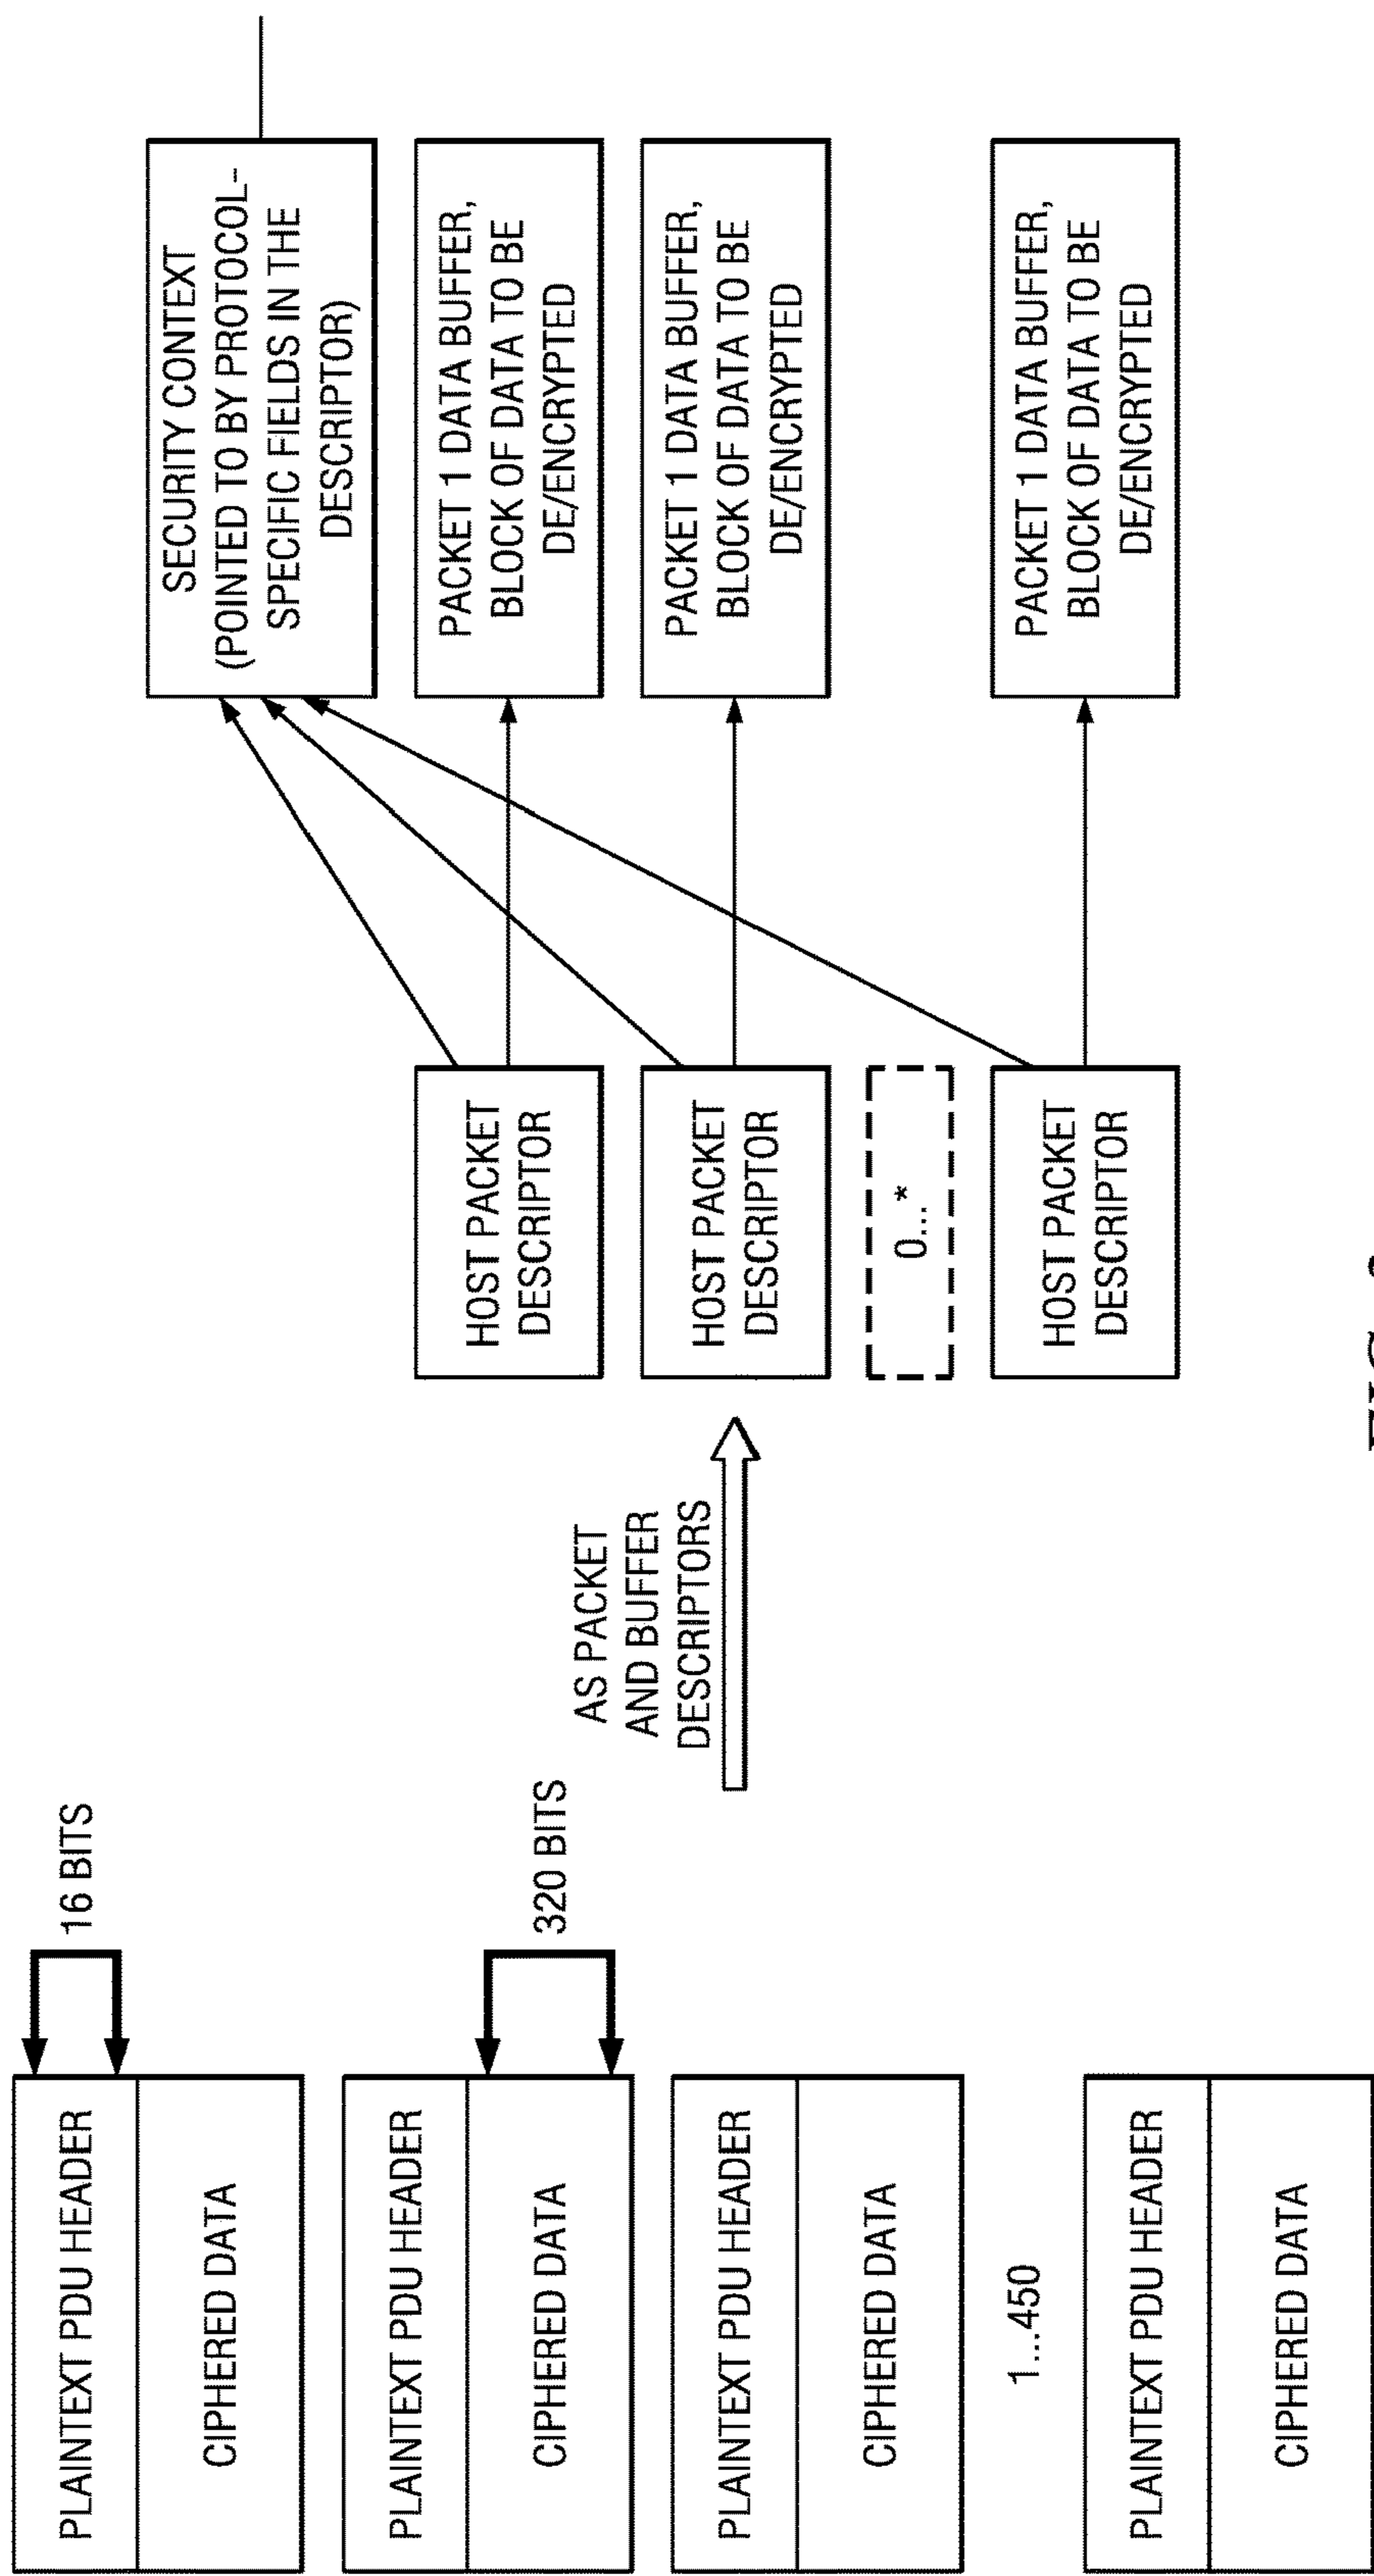 PLAINTEXT PDU HEADER
CIPHERED DATA
16 BITS
PLAINTEXT PDU HEADER
CIPHERED DATA
320 BITS
PLAINTEXT PDU HEADER
CIPHERED DATA
1...450
PLAINTEXT PDU HEADER
CIPHERED DATA
AS PACKET
AND BUFFER
DESCRIPTORS
HOST PACKET
DESCRIPTOR
HOST PACKET
DESCRIPTOR
0...*
HOST PACKET
DESCRIPTOR
SECURITY CONTEXT
(POINTED TO BY PROTOCOL-
SPECIFIC FIELDS IN THE
DESCRIPTOR)
PACKET 1 DATA BUFFER,
BLOCK OF DATA TO BE
DE/ENCRYPTED
PACKET 1 DATA BUFFER,
BLOCK OF DATA TO BE
DE/ENCRYPTED
PACKET 1 DATA BUFFER,
BLOCK OF DATA TO BE
DE/ENCRYPTED